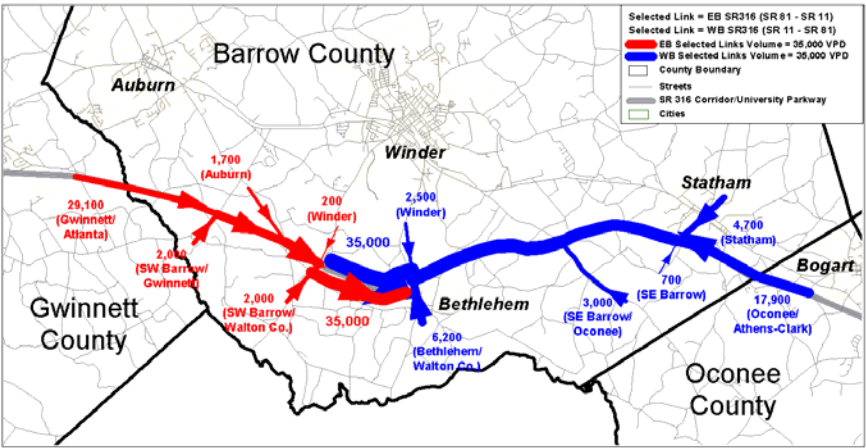 Selected Link = EB SR316 (SR 81 - SR 11)
Selected Link = WB SR316 (SR 11 - SR 81)
EB Selected Links Volume = 35,000 VPD
WB Selected Links Volume = 35,000 VPD
County Boundary
Streets
SR 316 Corridor/University Parkway
Cities
Barrow County
Auburn
Winder
1,700
(Auburn)
200
(Winder)
2,500
(Winder)
Statham
29,100
(Gwinnett/
Atlanta)
4,700
(Statham)
35,000
2,000
(SW Barrow/
Gwinnett)
Bogart
700
(SE Barrow)
Gwinnett
County
2,000
(SW Barrow/
Walton Co.)
35,000
Bethlehem
3,000
(SE Barrow/
Oconee)
17,900
(Oconee/
Athens-Clark)
6,200
(Bethlehem/
Walton Co.)
Oconee
County